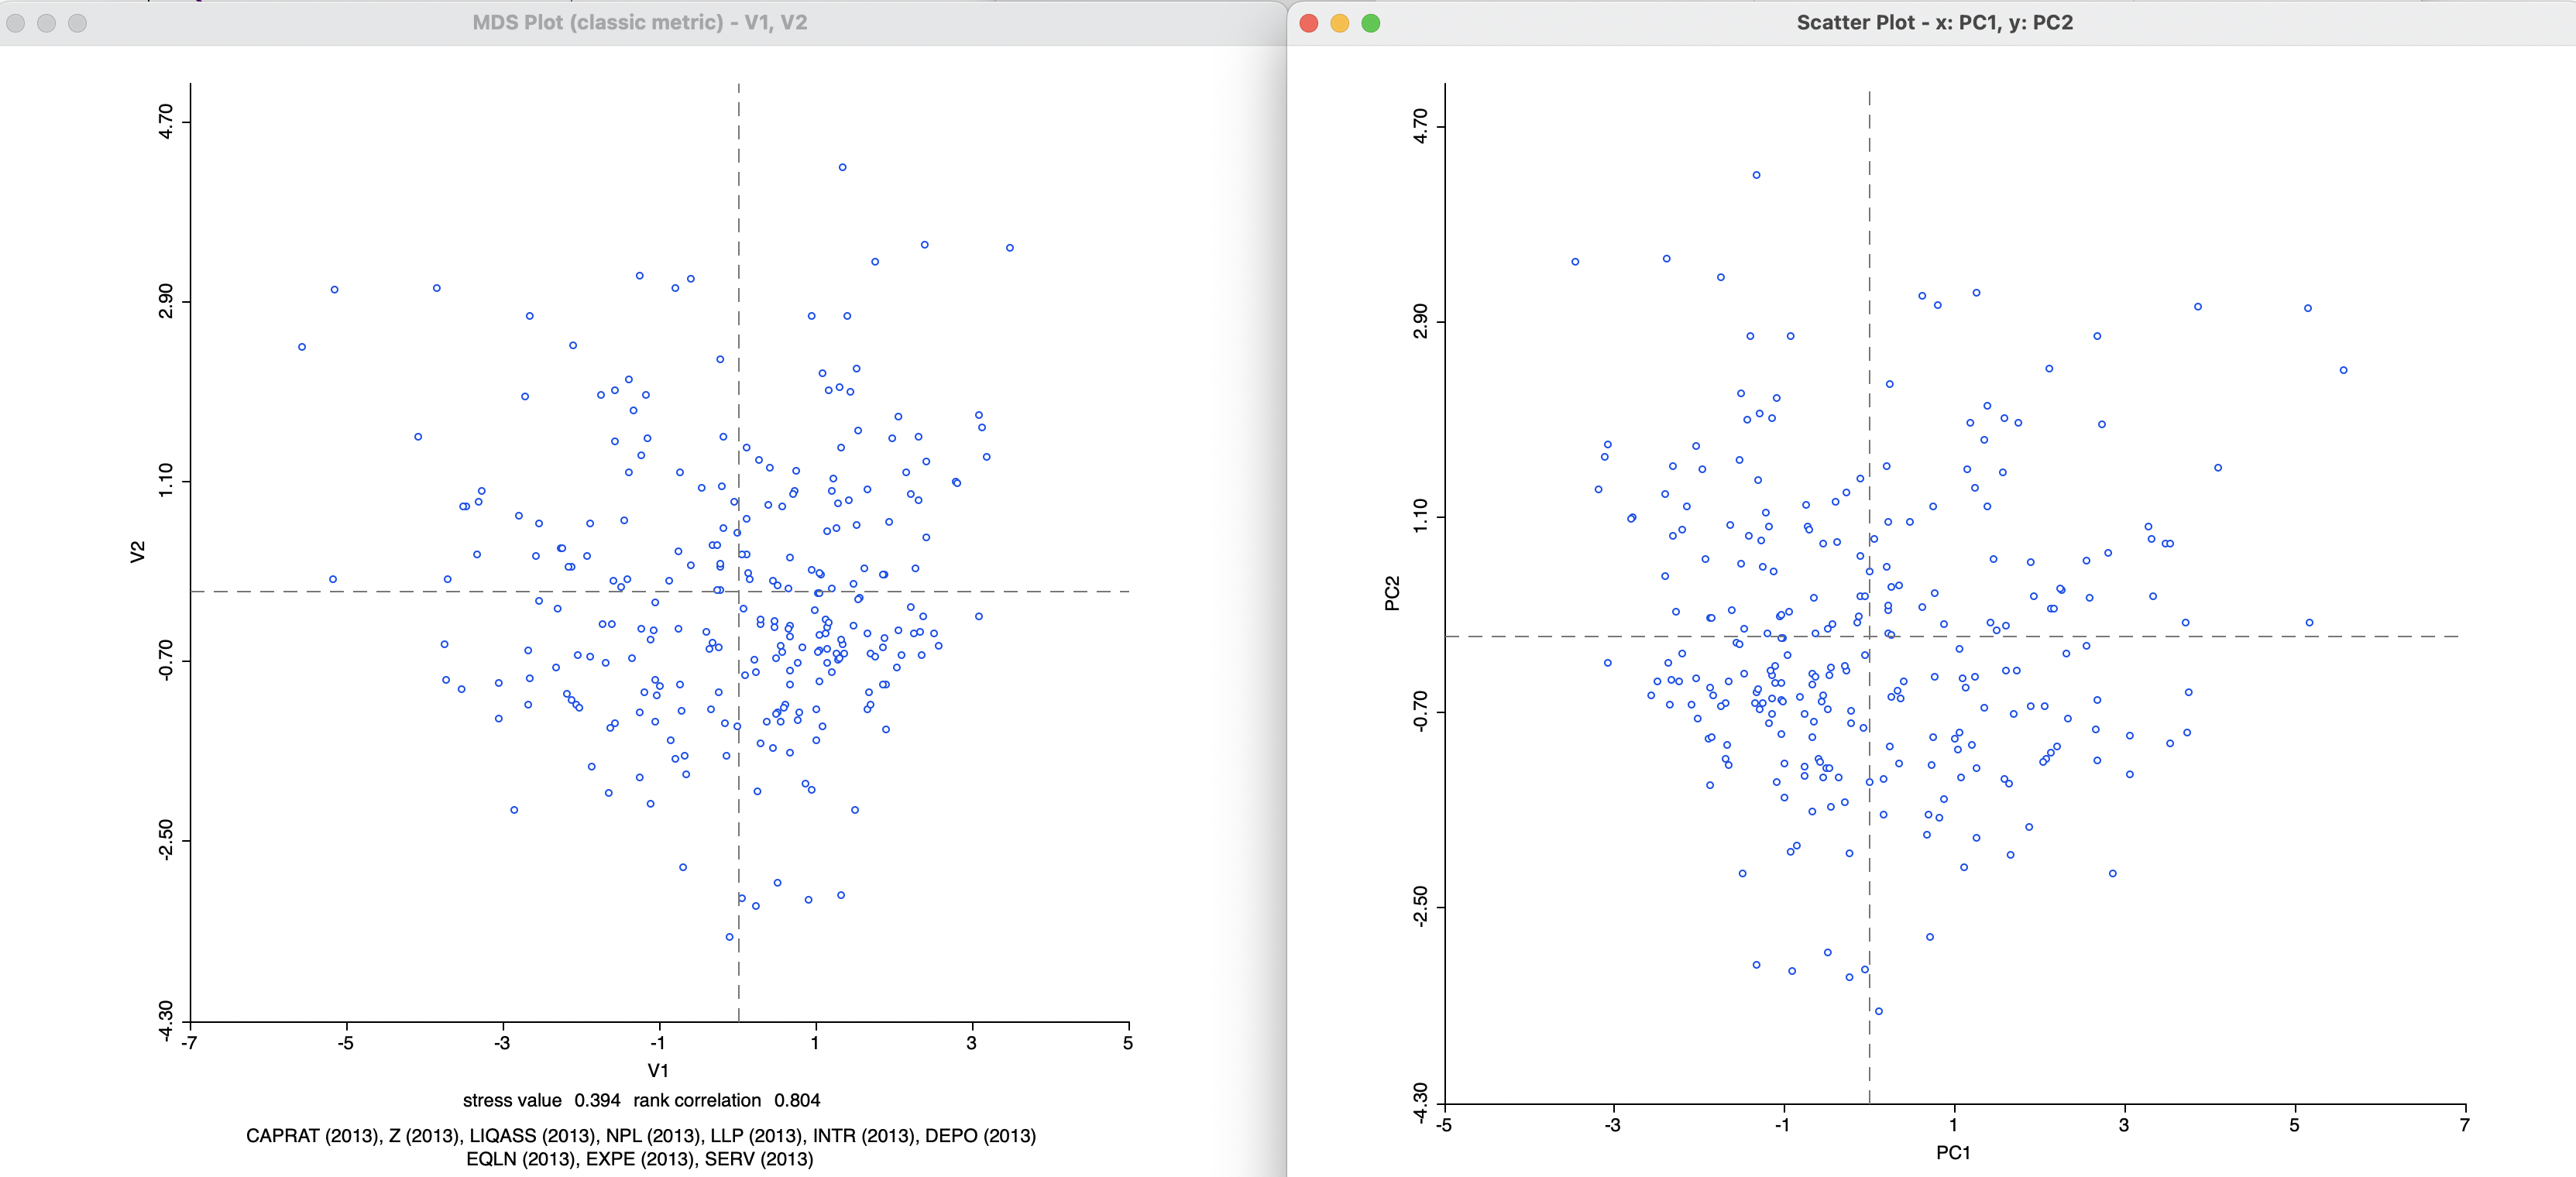 MDS Plot (classic metric) - V1, V2
4.70
2.90
1.10
-0.70
-2.50
-4.30
V2
-7 -5 -3 -1 1 3 5
V1
stress value 0.394 rank correlation 0.804
CAPRAT (2013), Z (2013), LIQASS (2013), NPL (2013), LLP (2013), INTR (2013), DEPO (2013)
EQLN (2013), EXPE (2013), SERV (2013)
Scatter Plot - x: PC1, y: PC2
4.70
2.90
1.10
-0.70
-2.50
-4.30
PC2
-5 -3 -1 1 3 5 7
PC1